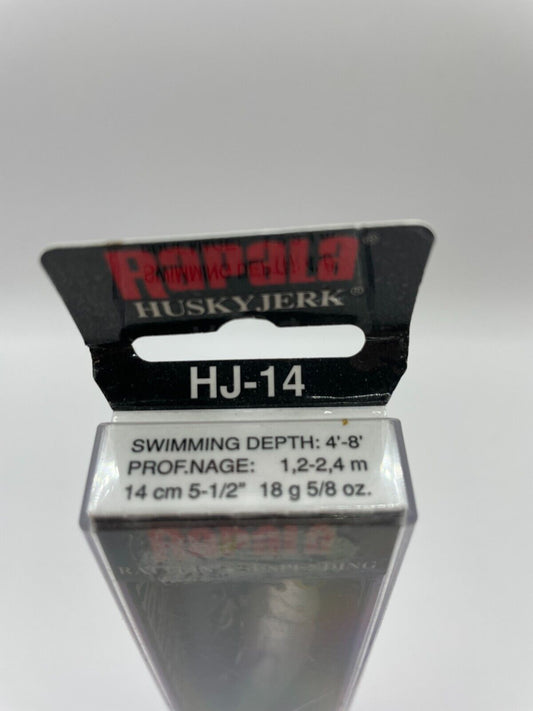 Rapala®
HUSKYJERK®
HJ-14
SWIMMING DEPTH: 4'-8'
PROF.NAGE: 1,2-2,4 m
14 cm 5-1/2" 18 g 5/8 oz.
Rapala